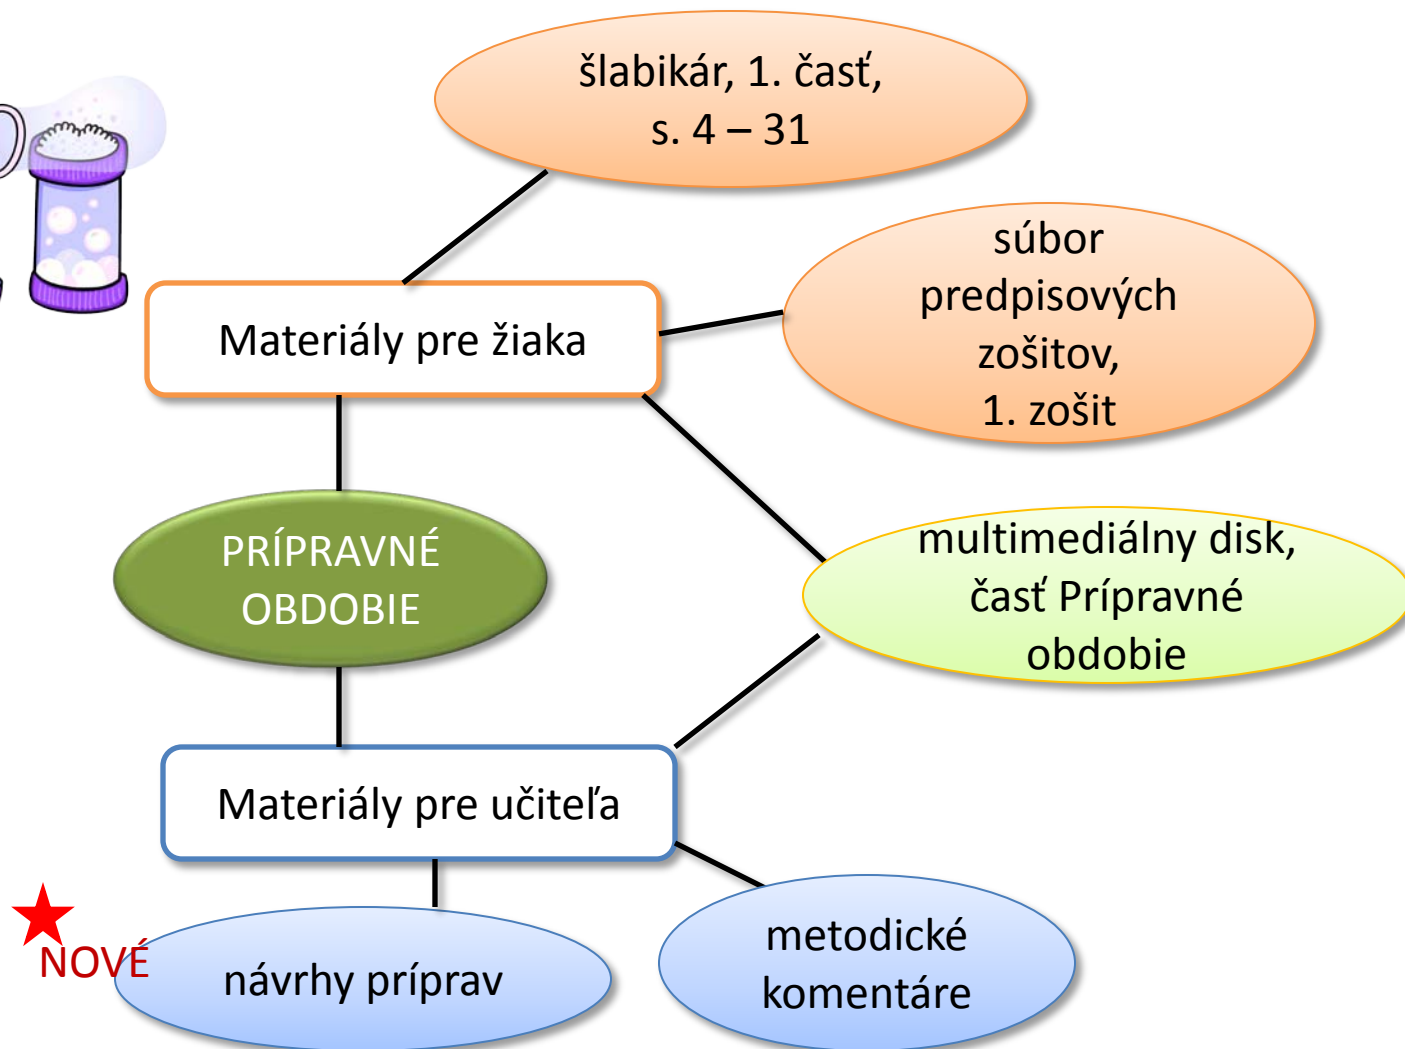 šlabikár, 1. časť,
s. 4 – 31
súbor
predpisových
zošitov,
1. zošit
Materiály pre žiaka
PRÍPRAVNÉ
OBDOBIE
multimediálny disk,
časť Prípravné
obdobie
Materiály pre učiteľa
NOVÉ
návrhy príprav
metodické
komentáre